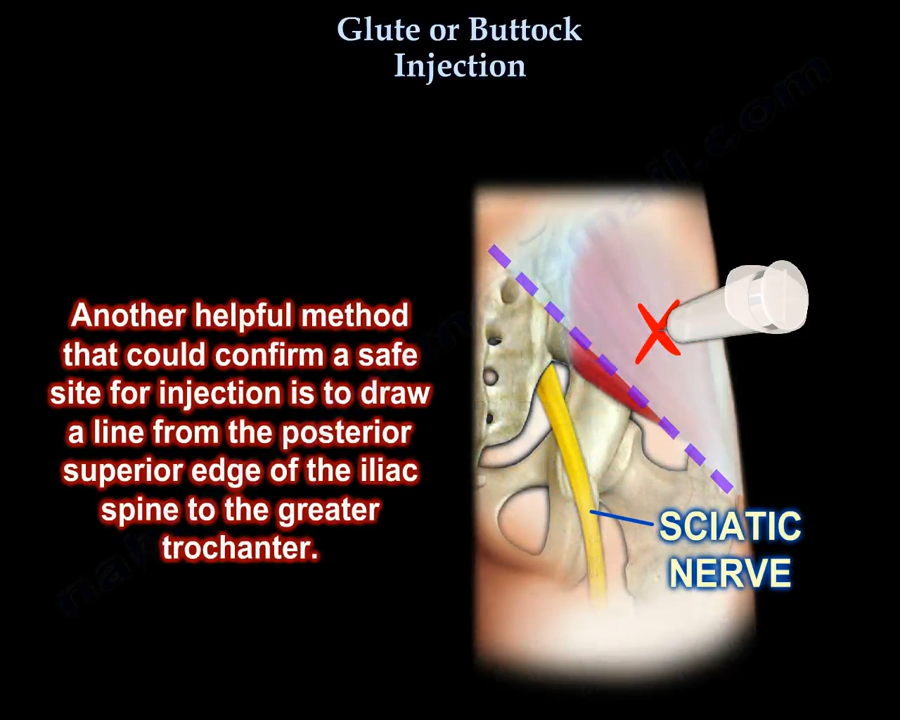 Glute or Buttock
Injection
Another helpful method
that could confirm a safe
site for injection is to draw
a line from the posterior
superior edge of the iliac
spine to the greater
trochanter.
SCIATIC
NERVE